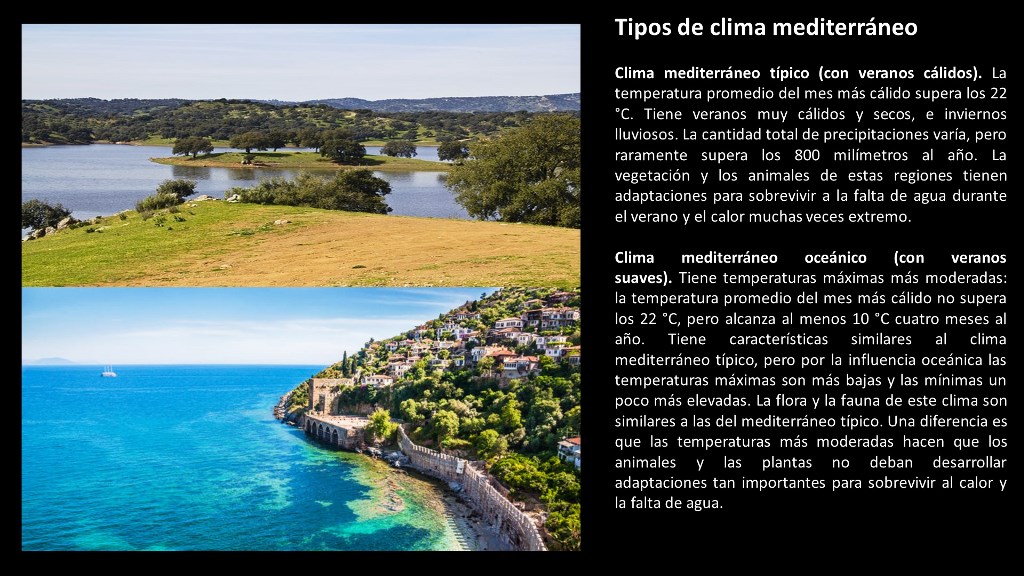 Tipos de clima mediterráneo
Clima mediterráneo típico (con veranos cálidos). La
temperatura promedio del mes más cálido supera los 22
°C. Tiene veranos muy cálidos y secos, e inviernos
lluviosos. La cantidad total de precipitaciones varía, pero
raramente supera los 800 milímetros al año. La
vegetación y los animales de estas regiones tienen
adaptaciones para sobrevivir a la falta de agua durante
el verano y el calor muchas veces extremo.
Clima mediterráneo oceánico (con veranos
suaves). Tiene temperaturas máximas más moderadas:
la temperatura promedio del mes más cálido no supera
los 22 °C, pero alcanza al menos 10 °C cuatro meses al
año. Tiene características similares al clima
mediterráneo típico, pero por la influencia oceánica las
temperaturas máximas son más bajas y las mínimas un
poco más elevadas. La flora y la fauna de este clima son
similares a las del mediterráneo típico. Una diferencia es
que las temperaturas más moderadas hacen que los
animales y las plantas no deban desarrollar
adaptaciones tan importantes para sobrevivir al calor y
la falta de agua.